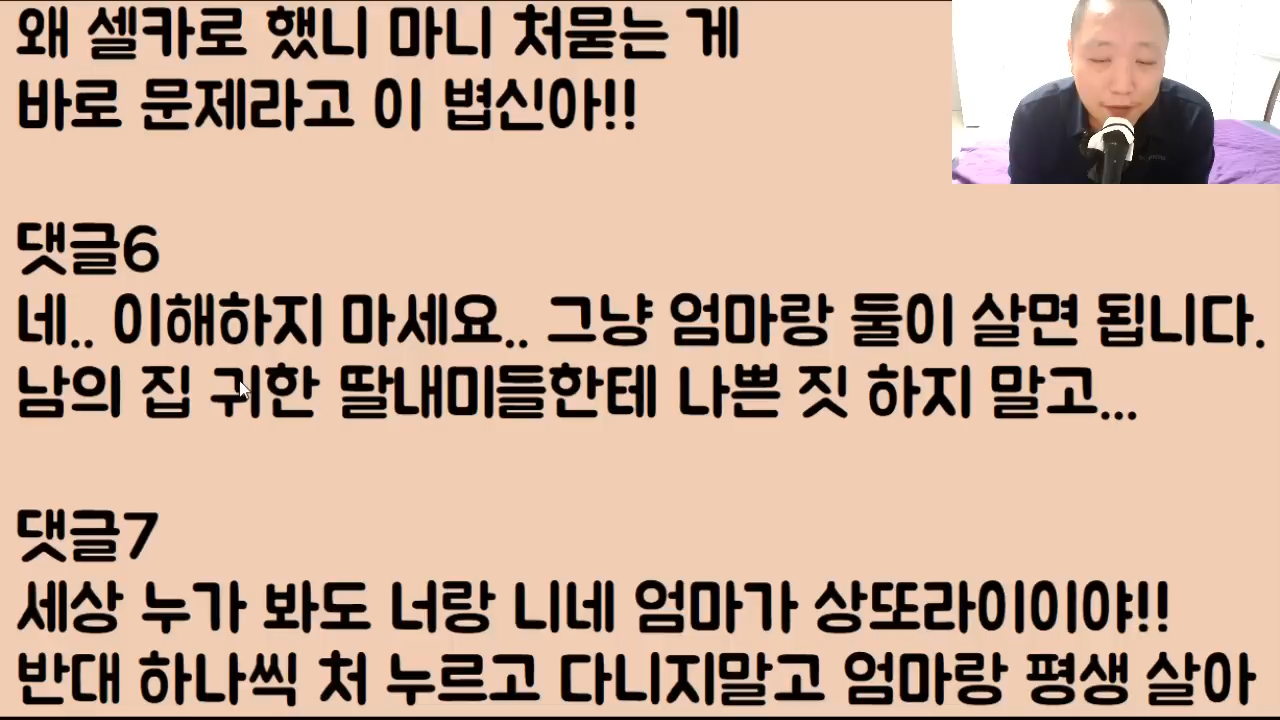 왜 셀카로 했니 마니 처묻는 게
바로 문제라고 이 볍신아!!
댓글6
네.. 이해하지 마세요.. 그냥 엄마랑 둘이 살면 됩니다.
남의 집 귀한 딸내미들한테 나쁜 짓 하지 말고...
댓글7
세상 누가 봐도 너랑 니네 엄마가 상또라이이야!!
반대 하나씩 처 누르고 다니지말고 엄마랑 평생 살아